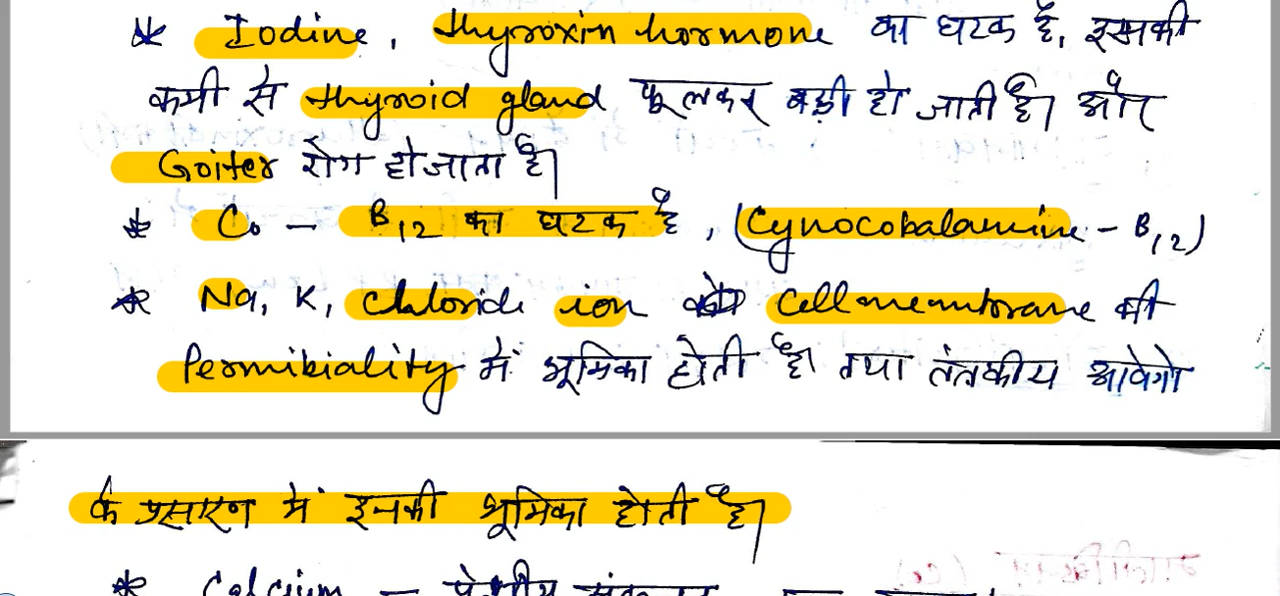 * Iodine, thyroxin hormone का घटक है, इसकी
कमी से thyroid gland फूलकर बड़ी हो जाती है। और
Goiter रोग हो जाता है।
* Co – B12 का घटक है, (Cynocobalamine – B12)
* Na, K, chloride ion Cell membrane की
Permibiality में भूमिका होती है। तथा तंत्रकीय आवेगो
के प्रसारण में इनकी भूमिका होती है।
* Calcium –